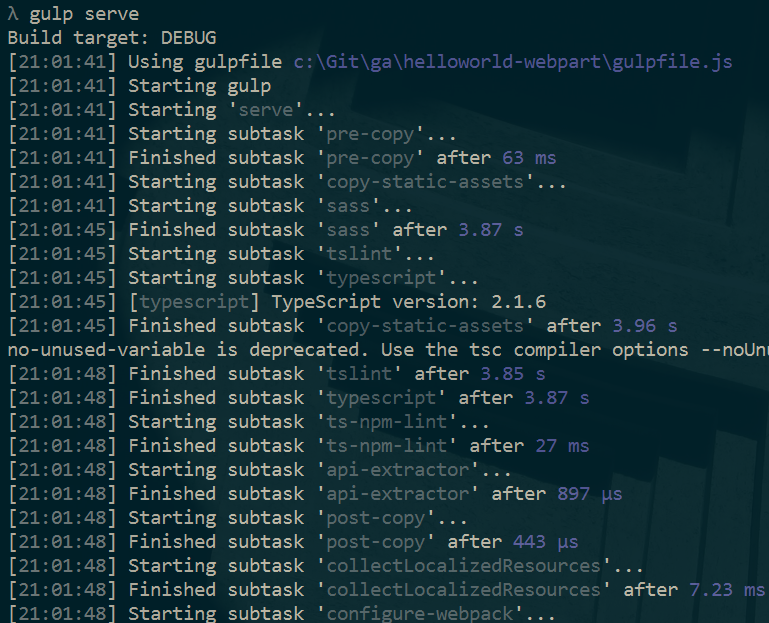 λ gulp serve
Build target: DEBUG
[21:01:41] Using gulpfile c:\Git\ga\helloworld-webpart\gulpfile.js
[21:01:41] Starting gulp
[21:01:41] Starting 'serve'...
[21:01:41] Starting subtask 'pre-copy'...
[21:01:41] Finished subtask 'pre-copy' after 63 ms
[21:01:41] Starting subtask 'copy-static-assets'...
[21:01:41] Starting subtask 'sass'...
[21:01:45] Finished subtask 'sass' after 3.87 s
[21:01:45] Starting subtask 'tslint'...
[21:01:45] Starting subtask 'typescript'...
[21:01:45] [typescript] TypeScript version: 2.1.6
[21:01:45] Finished subtask 'copy-static-assets' after 3.96 s
no-unused-variable is deprecated. Use the tsc compiler options --noUnu
[21:01:48] Finished subtask 'tslint' after 3.85 s
[21:01:48] Finished subtask 'typescript' after 3.87 s
[21:01:48] Starting subtask 'ts-npm-lint'...
[21:01:48] Finished subtask 'ts-npm-lint' after 27 ms
[21:01:48] Starting subtask 'api-extractor'...
[21:01:48] Finished subtask 'api-extractor' after 897 μs
[21:01:48] Starting subtask 'post-copy'...
[21:01:48] Finished subtask 'post-copy' after 443 μs
[21:01:48] Starting subtask 'collectLocalizedResources'...
[21:01:48] Finished subtask 'collectLocalizedResources' after 7.23 ms
[21:01:48] Starting subtask 'configure-webpack'...